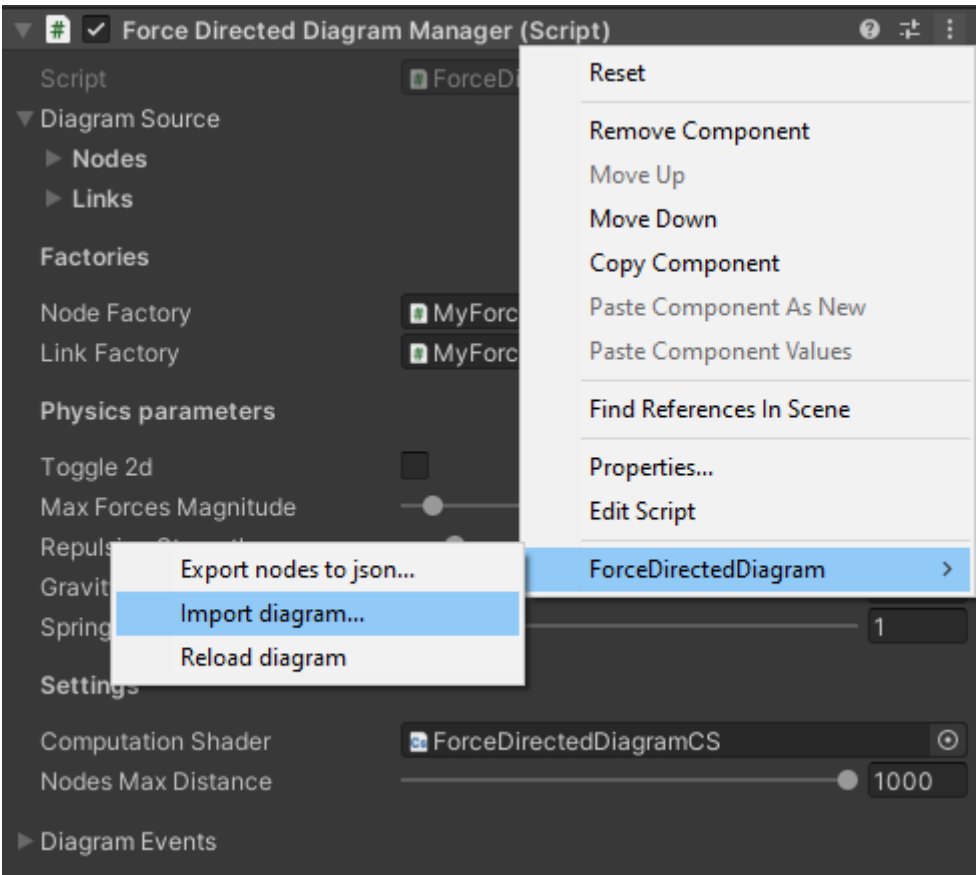 Force Directed Diagram Manager (Script)
Script
Diagram Source
Nodes
Links
Factories
Node Factory
Link Factory
Physics parameters
Toggle 2d
Max Forces Magnitude
Spring
1
Settings
Computation Shader ForceDirectedDiagramCS
Nodes Max Distance 1000
Diagram Events
Reset
Remove Component
Move Up
Move Down
Copy Component
Paste Component As New
Paste Component Values
Find References In Scene
Properties...
Edit Script
ForceDirectedDiagram
Export nodes to json...
Import diagram...
Reload diagram